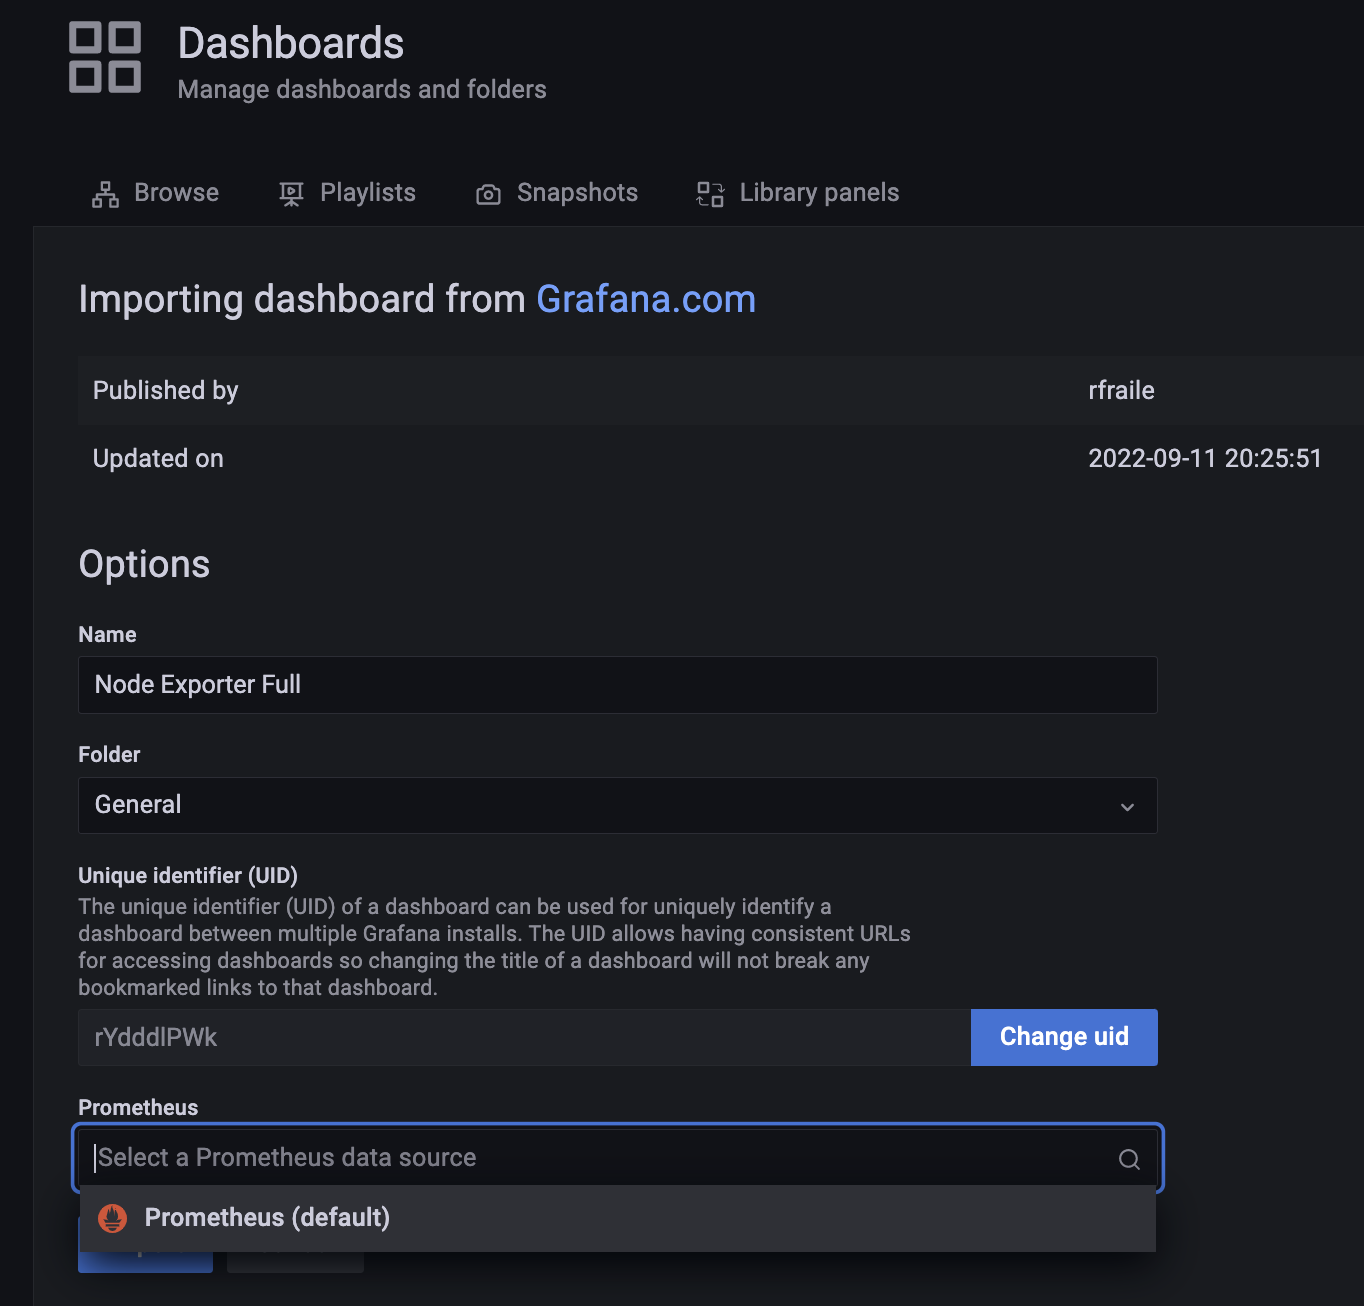 Dashboards
Manage dashboards and folders
Browse
Playlists
Snapshots
Library panels
Importing dashboard from Grafana.com
Published by
rfraile
Updated on
2022-09-11 20:25:51
Options
Name
Node Exporter Full
Folder
General
Unique identifier (UID)
The unique identifier (UID) of a dashboard can be used for uniquely identify a
dashboard between multiple Grafana installs. The UID allows having consistent URLs
for accessing dashboards so changing the title of a dashboard will not break any
bookmarked links to that dashboard.
rYdddlPWk
Change uid
Prometheus
Select a Prometheus data source
Prometheus (default)